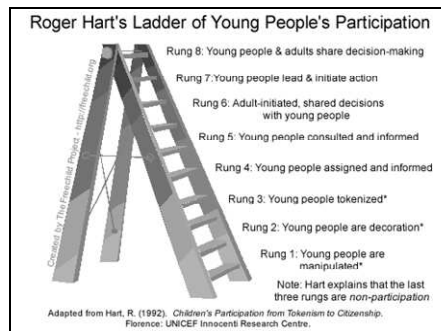 Roger Hart's Ladder of Young People's Participation
Rung 8: Young people & adults share decision-making
Rung 7:Young people lead & initiate action
Rung 6: Adult-initiated, shared decisions
with young people
Rung 5: Young people consulted and informed
Rung 4: Young people assigned and informed
Rung 3: Young people tokenized*
Rung 2: Young people are decoration*
Rung 1: Young people are
manipulated*
Note: Hart explains that the last
three rungs are non-participation
Created by The Freechild Project - http://freechild.org
Adapted from Hart, R. (1992). Children's Participation from Tokenism to Citizenship.
Florence: UNICEF Innocenti Research Centre.